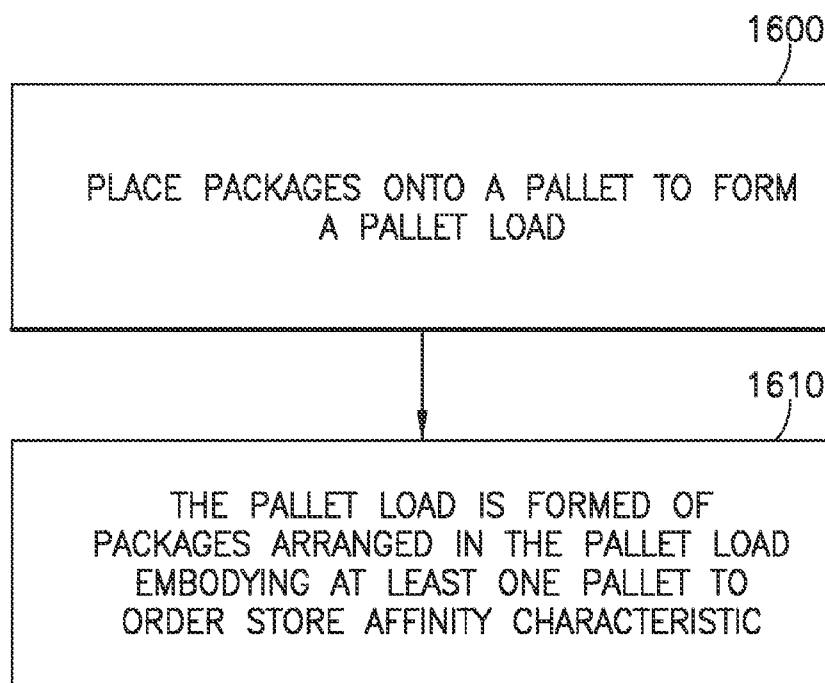 1600
PLACE PACKAGES ONTO A PALLET TO FORM
A PALLET LOAD
1610
THE PALLET LOAD IS FORMED OF
PACKAGES ARRANGED IN THE PALLET LOAD
EMBODYING AT LEAST ONE PALLET TO
ORDER STORE AFFINITY CHARACTERISTIC